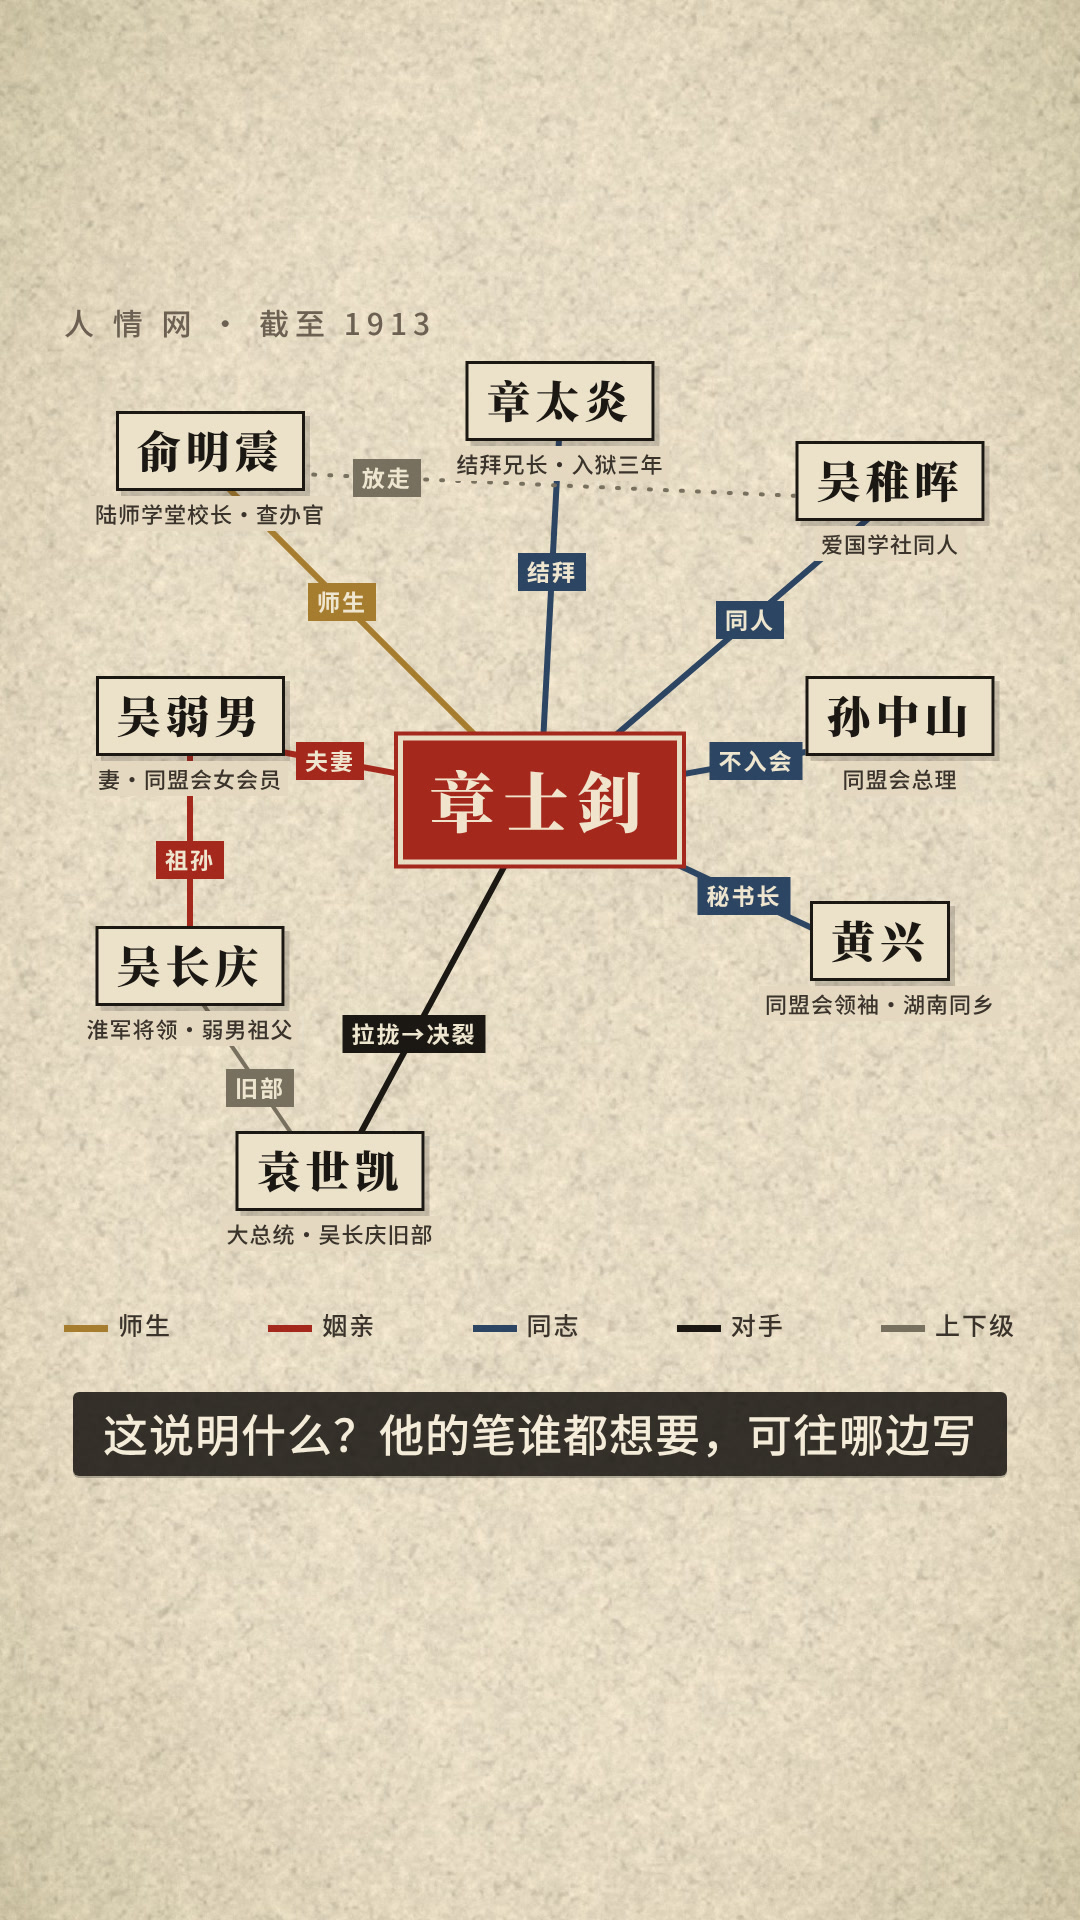 人情网 · 截至 1913
章太炎
结拜兄长·入狱三年
俞明震
陆师学堂校长·查办官
放走
吴稚晖
爱国学社同人
结拜
师生
同人
吴弱男
妻·同盟会女会员
夫妻
孙中山
同盟会总理
不入会
章士釗
祖孙
秘书长
黄兴
同盟会领袖·湖南同乡
吴长庆
淮军将领·弱男祖父
拉拢→决裂
旧部
袁世凯
大总统·吴长庆旧部
师生
姻亲
同志
对手
上下级
这说明什么？他的笔谁都想要，可往哪边写